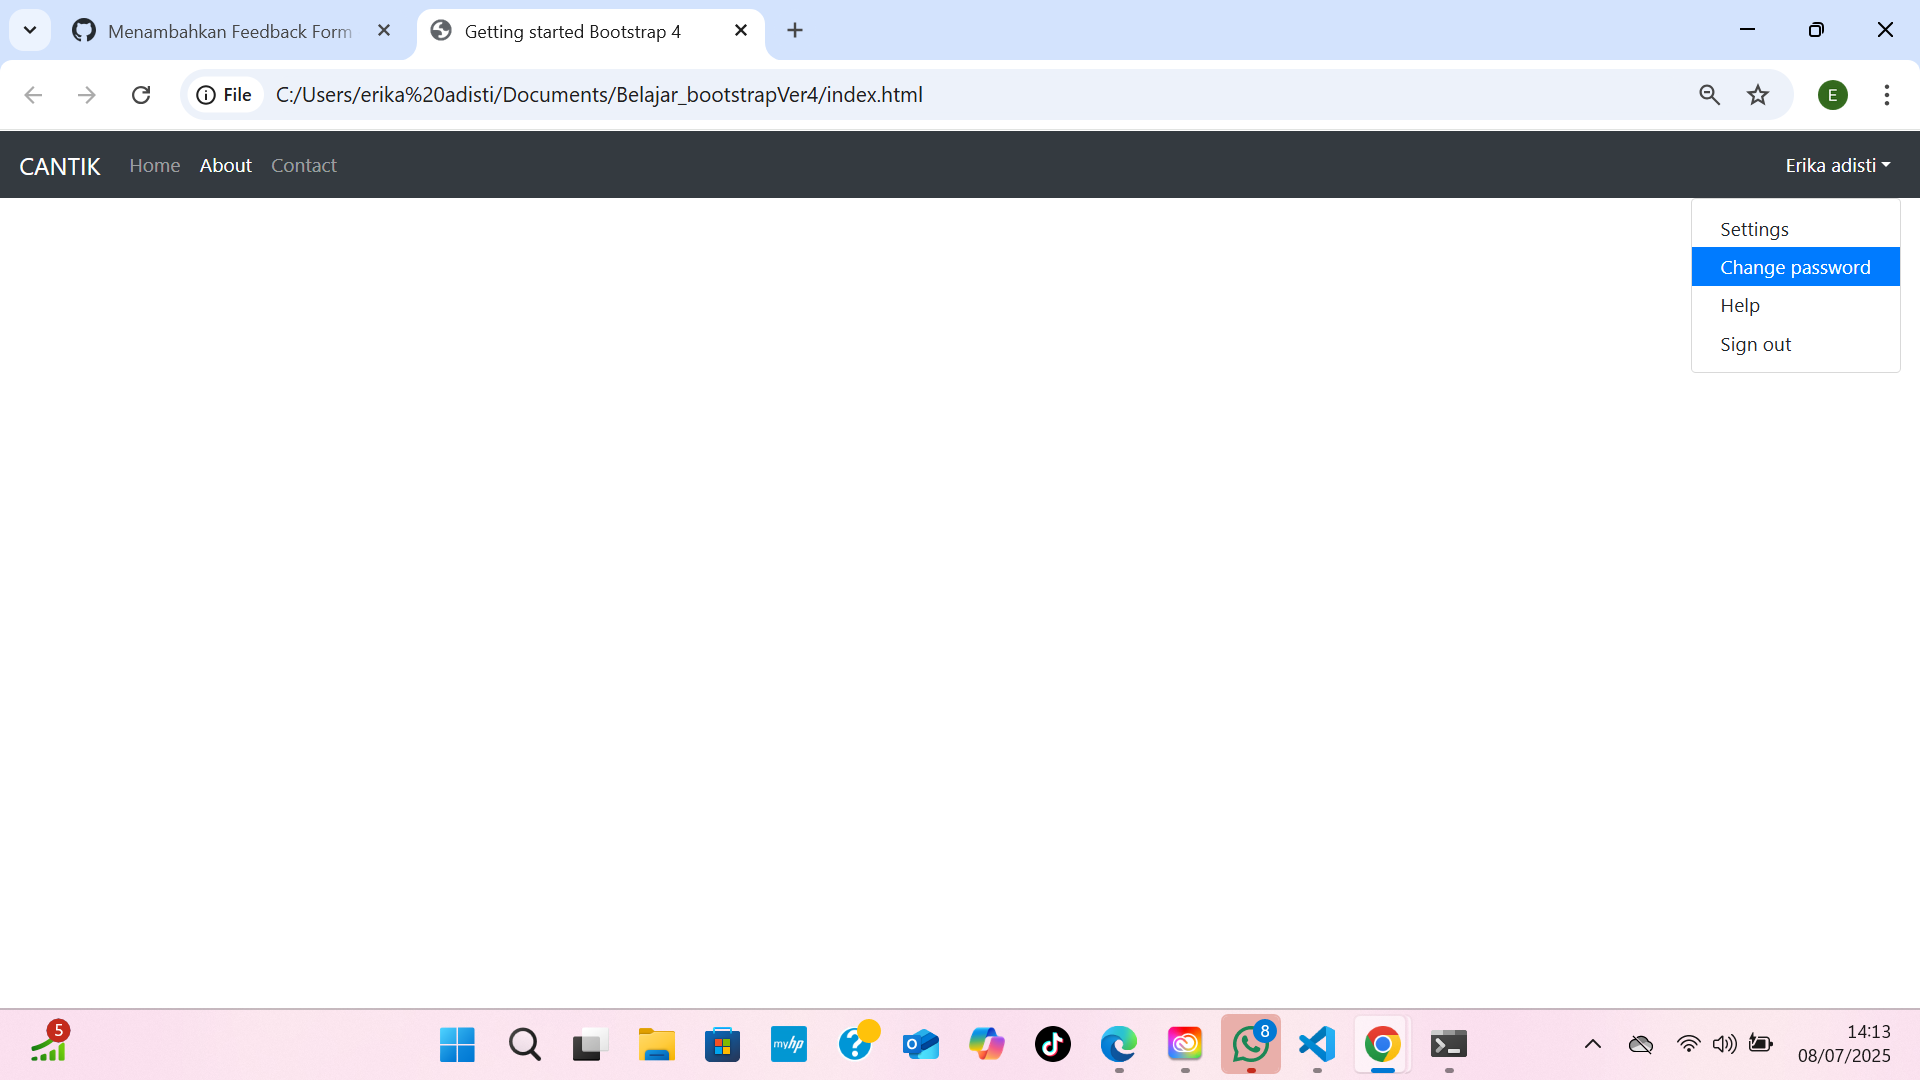 Menambahkan Feedback Form
Getting started Bootstrap 4
File
C:/Users/erika%20adisti/Documents/Belajar_bootstrapVer4/index.html
E
CANTIK Home About Contact
Erika adisti
Settings
Change password
Help
Sign out
5
myhp
8
14:13
08/07/2025